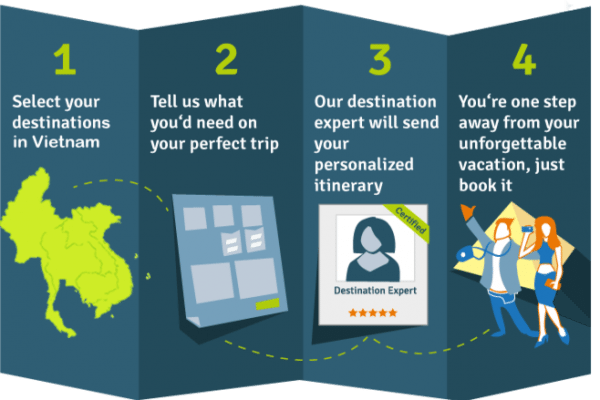 1
Select your
destinations
in Vietnam
2
Tell us what
you'd need on
your perfect trip
3
Our destination
expert will send
your
personalized
itinerary
Certified
Destination Expert
4
You're one step
away from your
unforgettable
vacation, just
book it